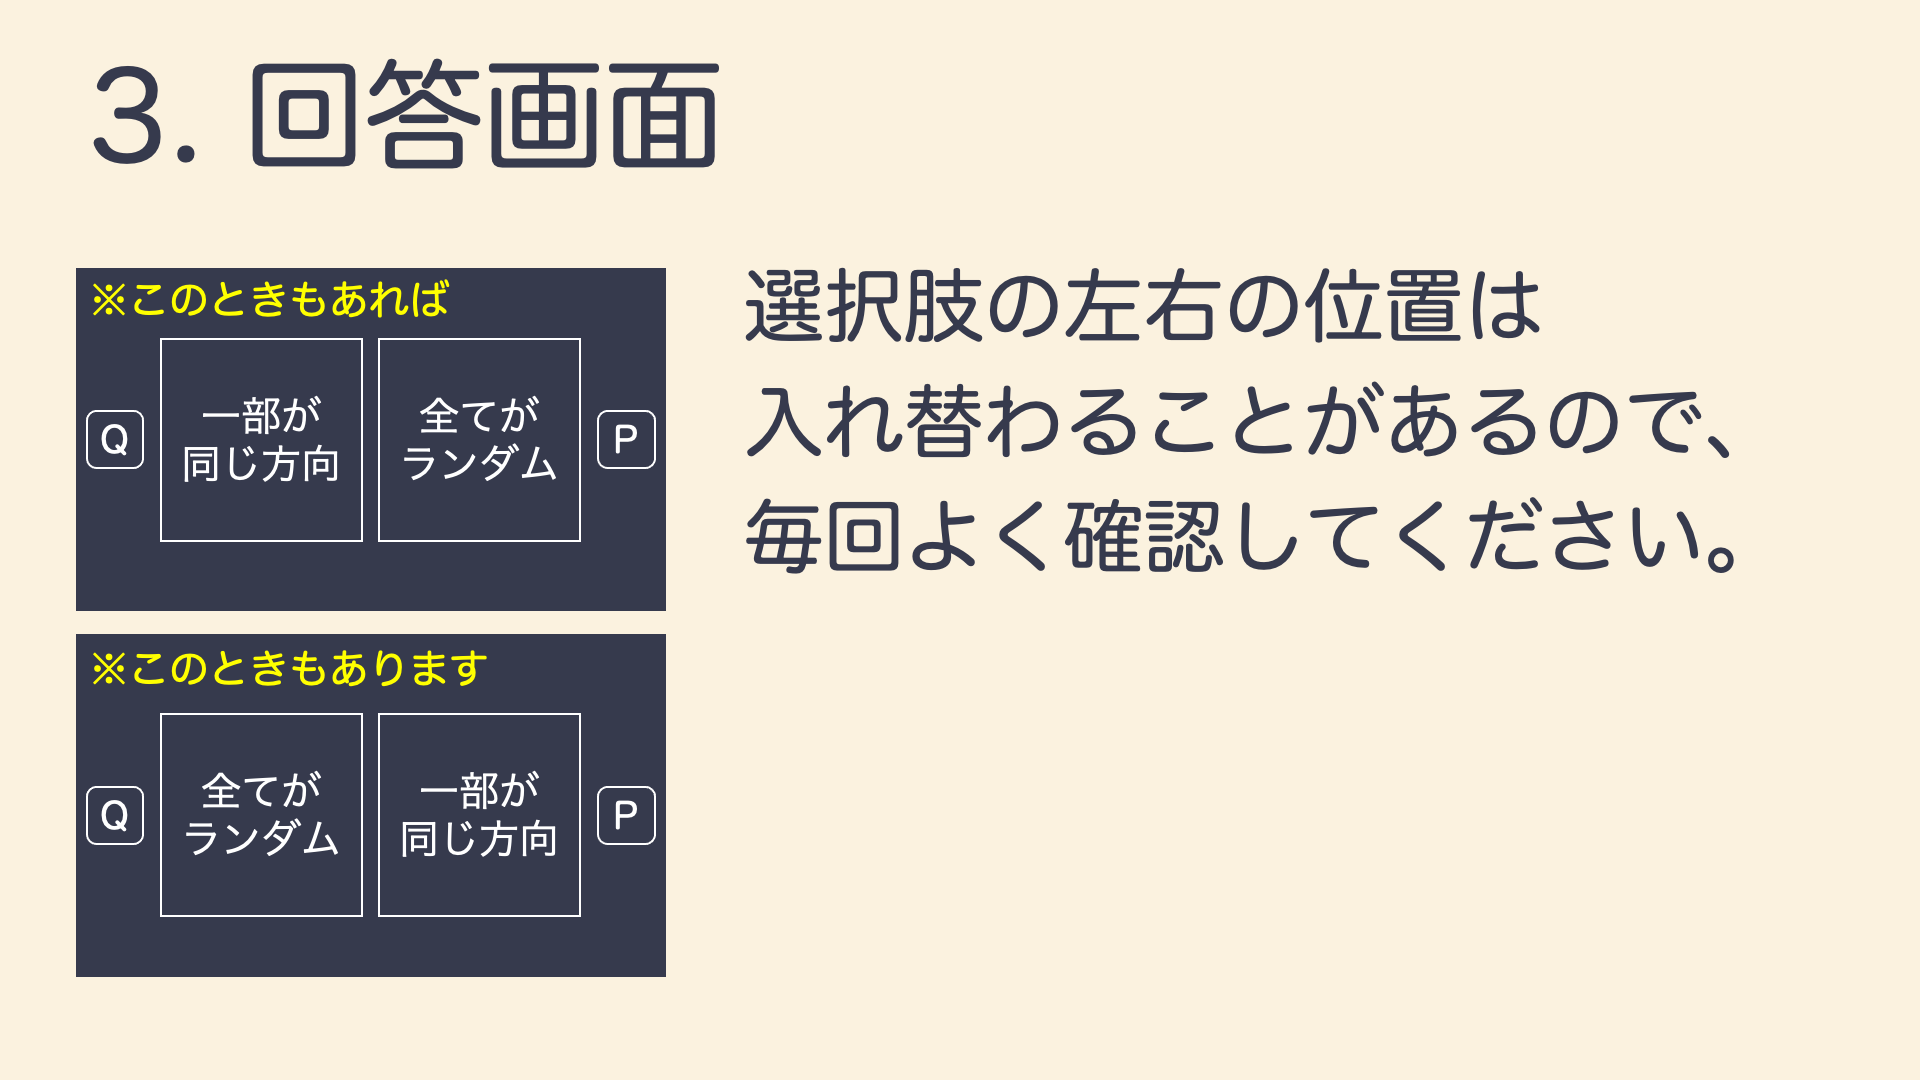 3. 回答画面
※このときもあれば
Q
一部が
同じ方向
全てが
ランダム
P
※このときもあります
Q
全てが
ランダム
一部が
同じ方向
P
選択肢の左右の位置は
入れ替わることがあるので、
毎回よく確認してください。